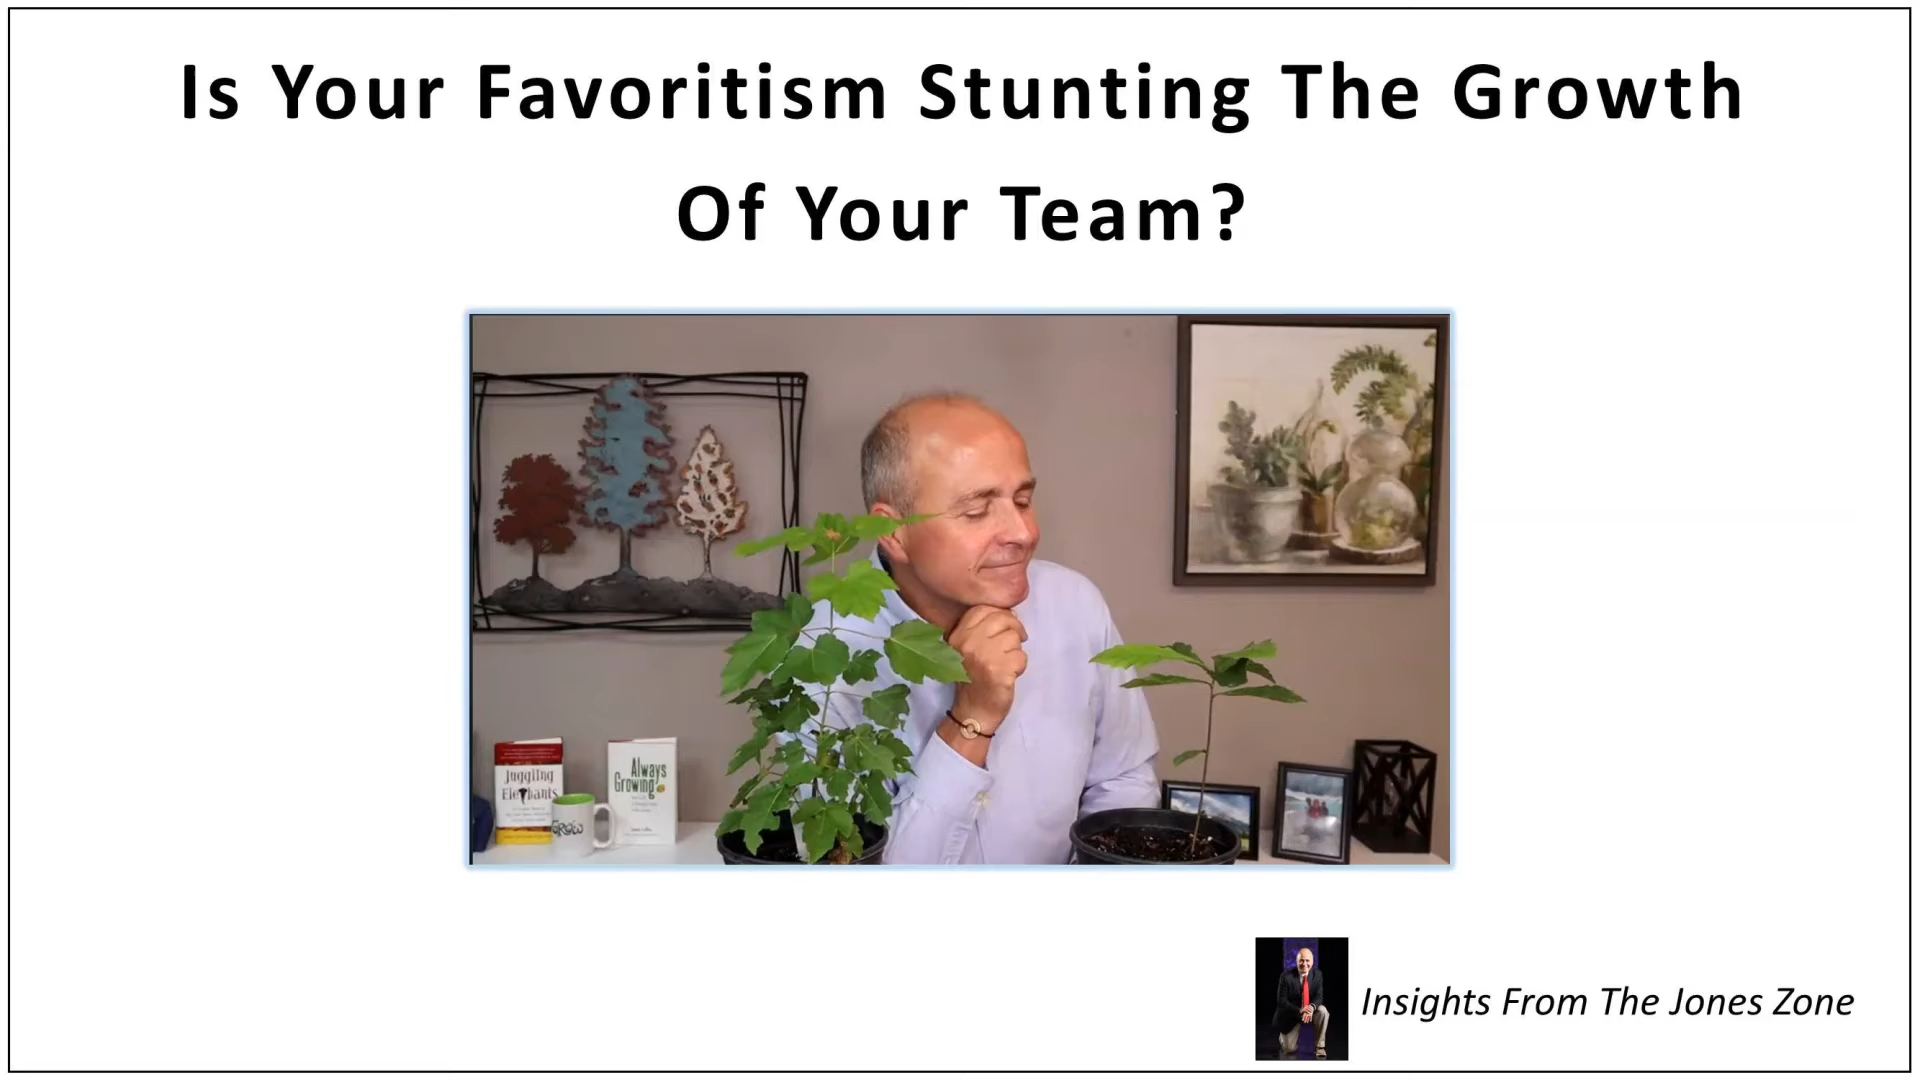 Is Your Favoritism Stunting The Growth
Of Your Team?
Juggling
Elephants
Always
Growing
GROW
Insights From The Jones Zone